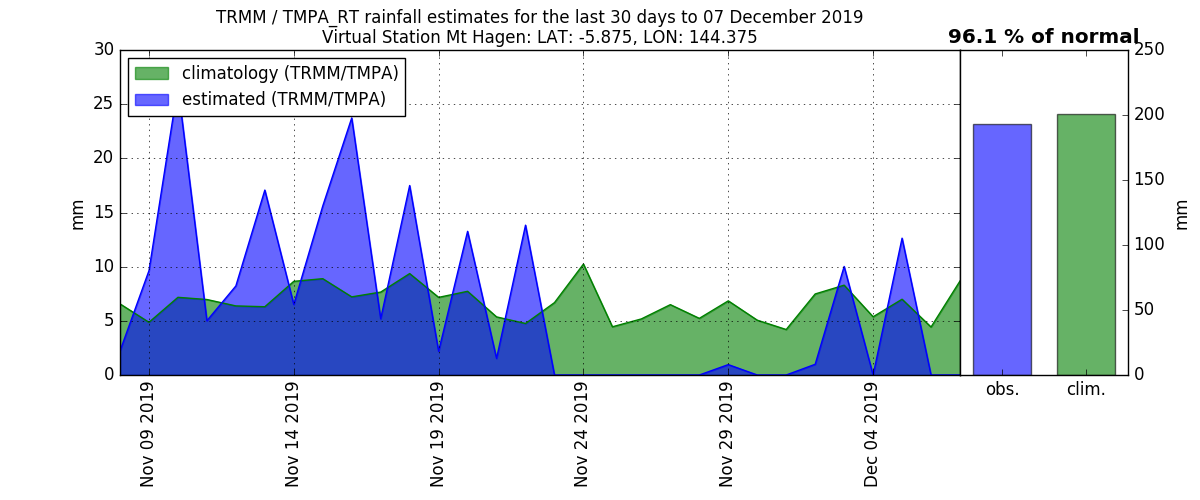 TRMM / TMPA_RT rainfall estimates for the last 30 days to 07 December 2019
Virtual Station Mt Hagen: LAT: -5.875, LON: 144.375
96.1 % of normal
climatology (TRMM/TMPA)
estimated (TRMM/TMPA)
30
25
20
15
10
5
0
mm
250
200
150
100
50
0
mm
obs.
clim.
Nov 09 2019
Nov 14 2019
Nov 19 2019
Nov 24 2019
Nov 29 2019
Dec 04 2019